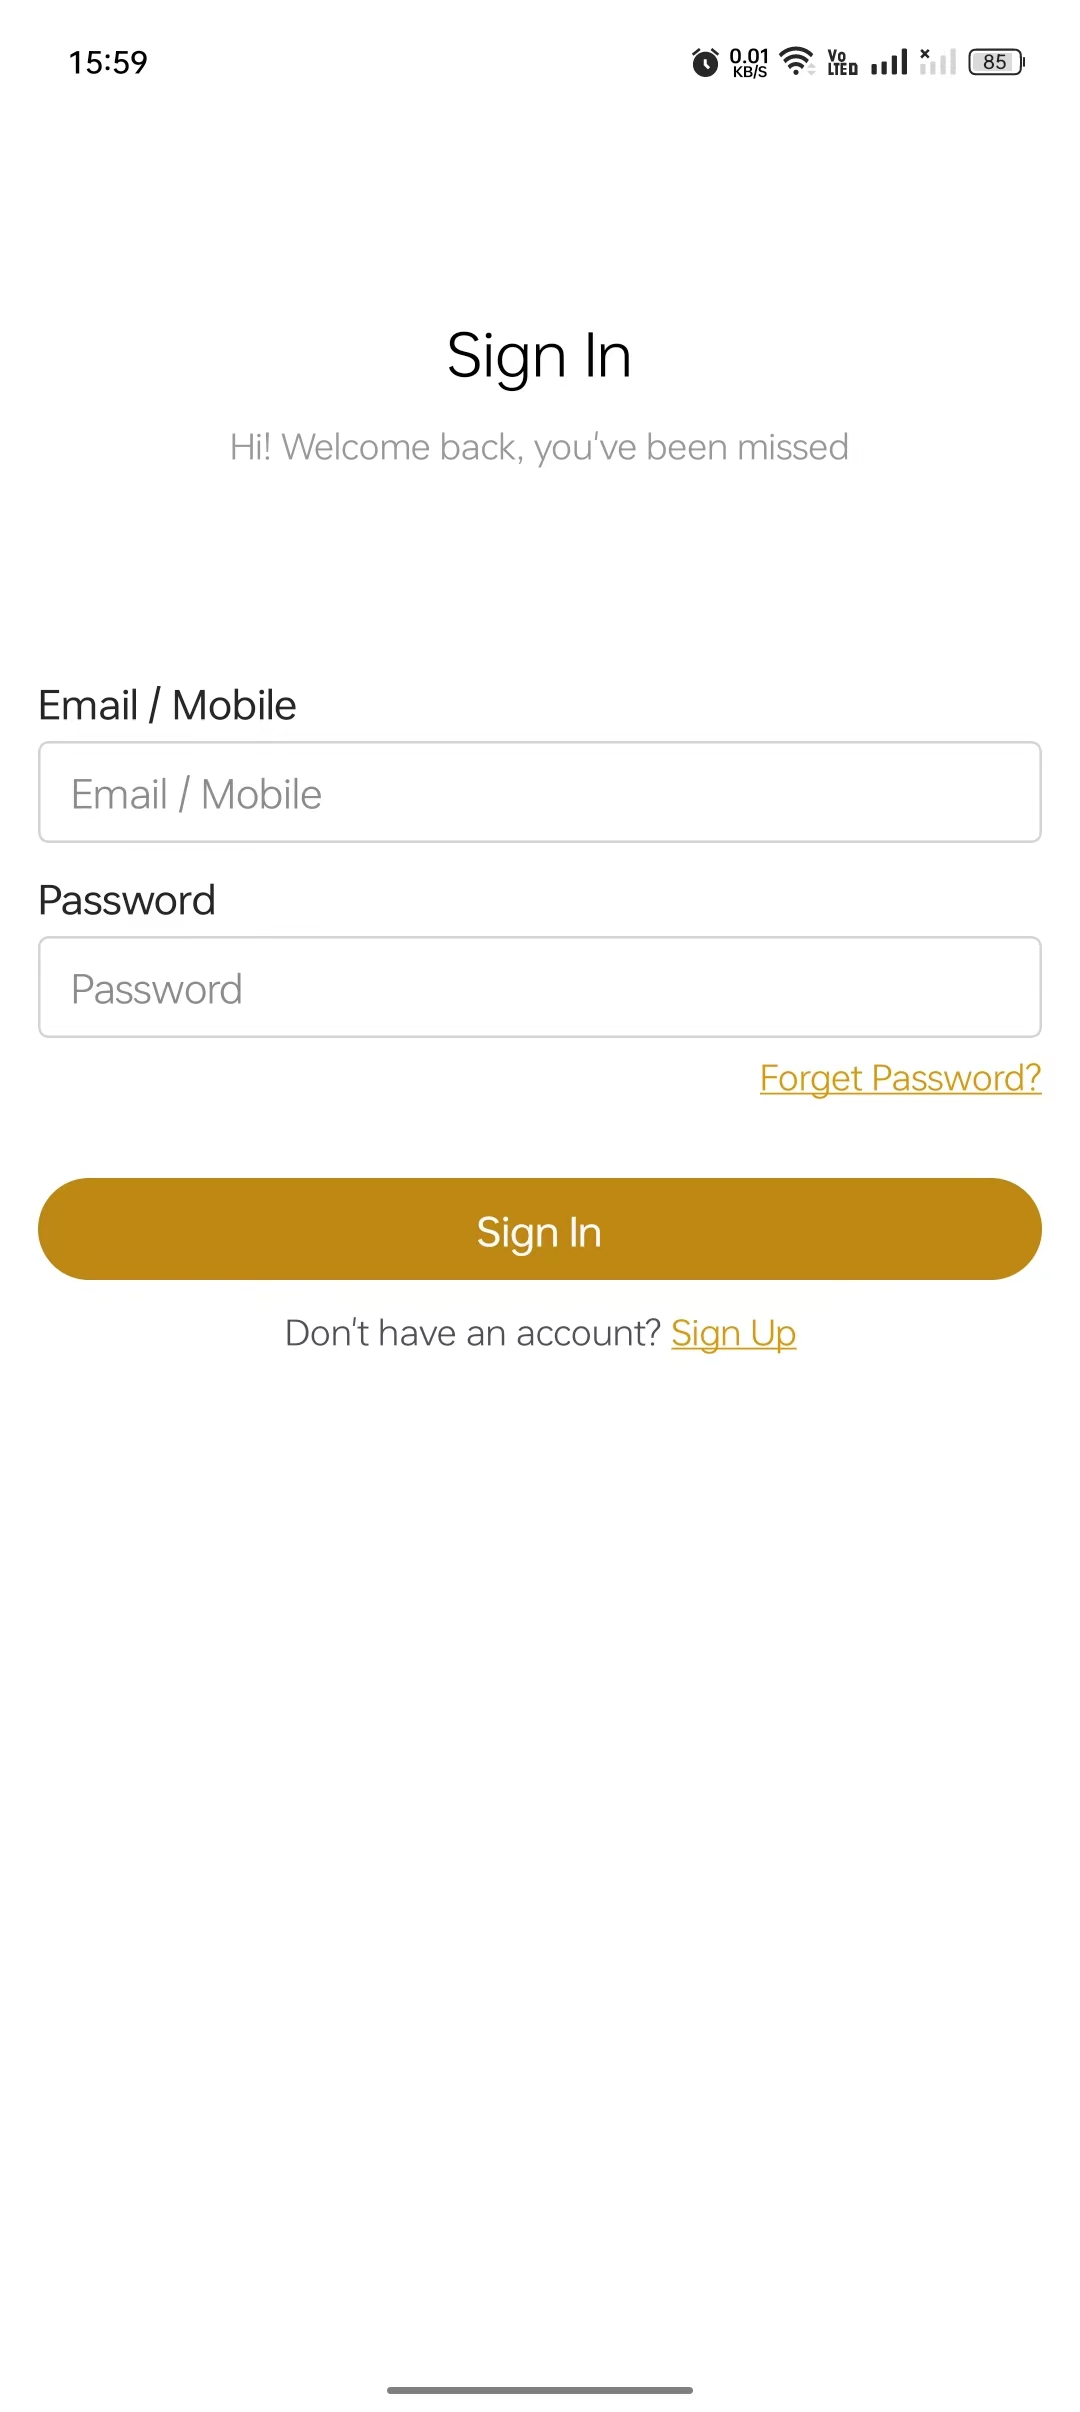 15:59 0.01 KB/S Vo LTED 85
Sign In
Hi! Welcome back, you've been missed
Email / Mobile
Email / Mobile
Password
Password
Forget Password?
Sign In
Don't have an account? Sign Up